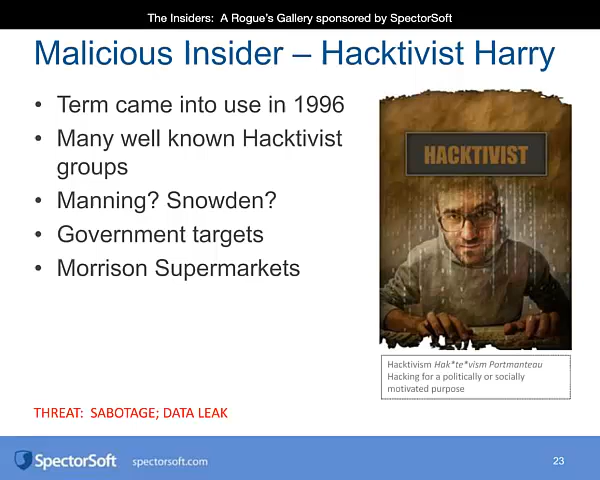 The Insiders:  A Rogue's Gallery sponsored by SpectorSoft
Malicious Insider – Hacktivist Harry
• Term came into use in 1996
• Many well known Hacktivist
groups
• Manning? Snowden?
• Government targets
• Morrison Supermarkets
HACKTIVIST
Hacktivism Hak*te*vism Portmanteau
Hacking for a politically or socially
motivated purpose
THREAT:  SABOTAGE; DATA LEAK
SpectorSoft
spectorsoft.com
23